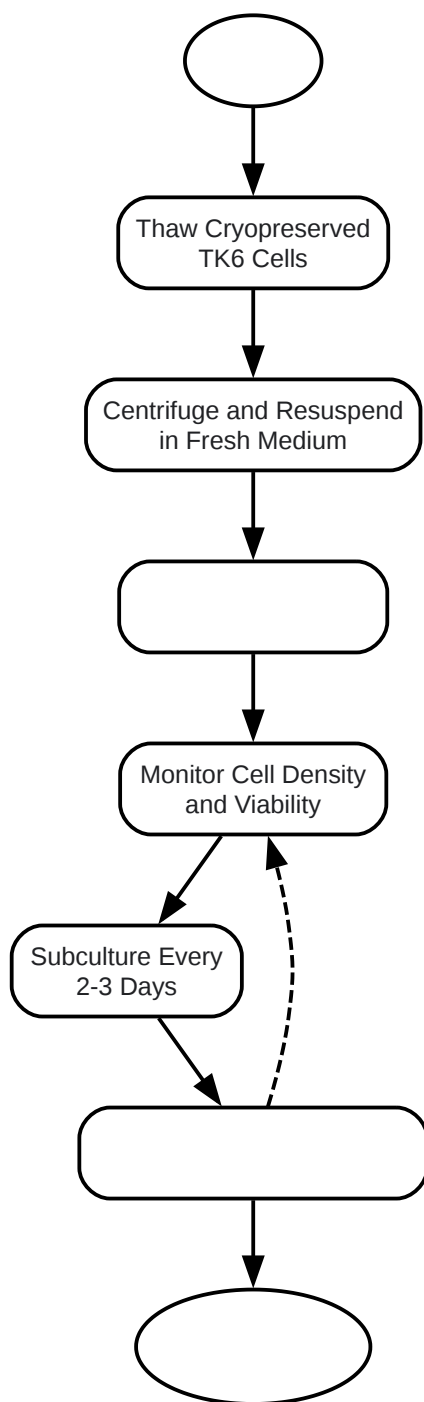 Thaw Cryopreserved
TK6 Cells
Centrifuge and Resuspend
in Fresh Medium
Monitor Cell Density
and Viability
Subculture Every
2-3 Days